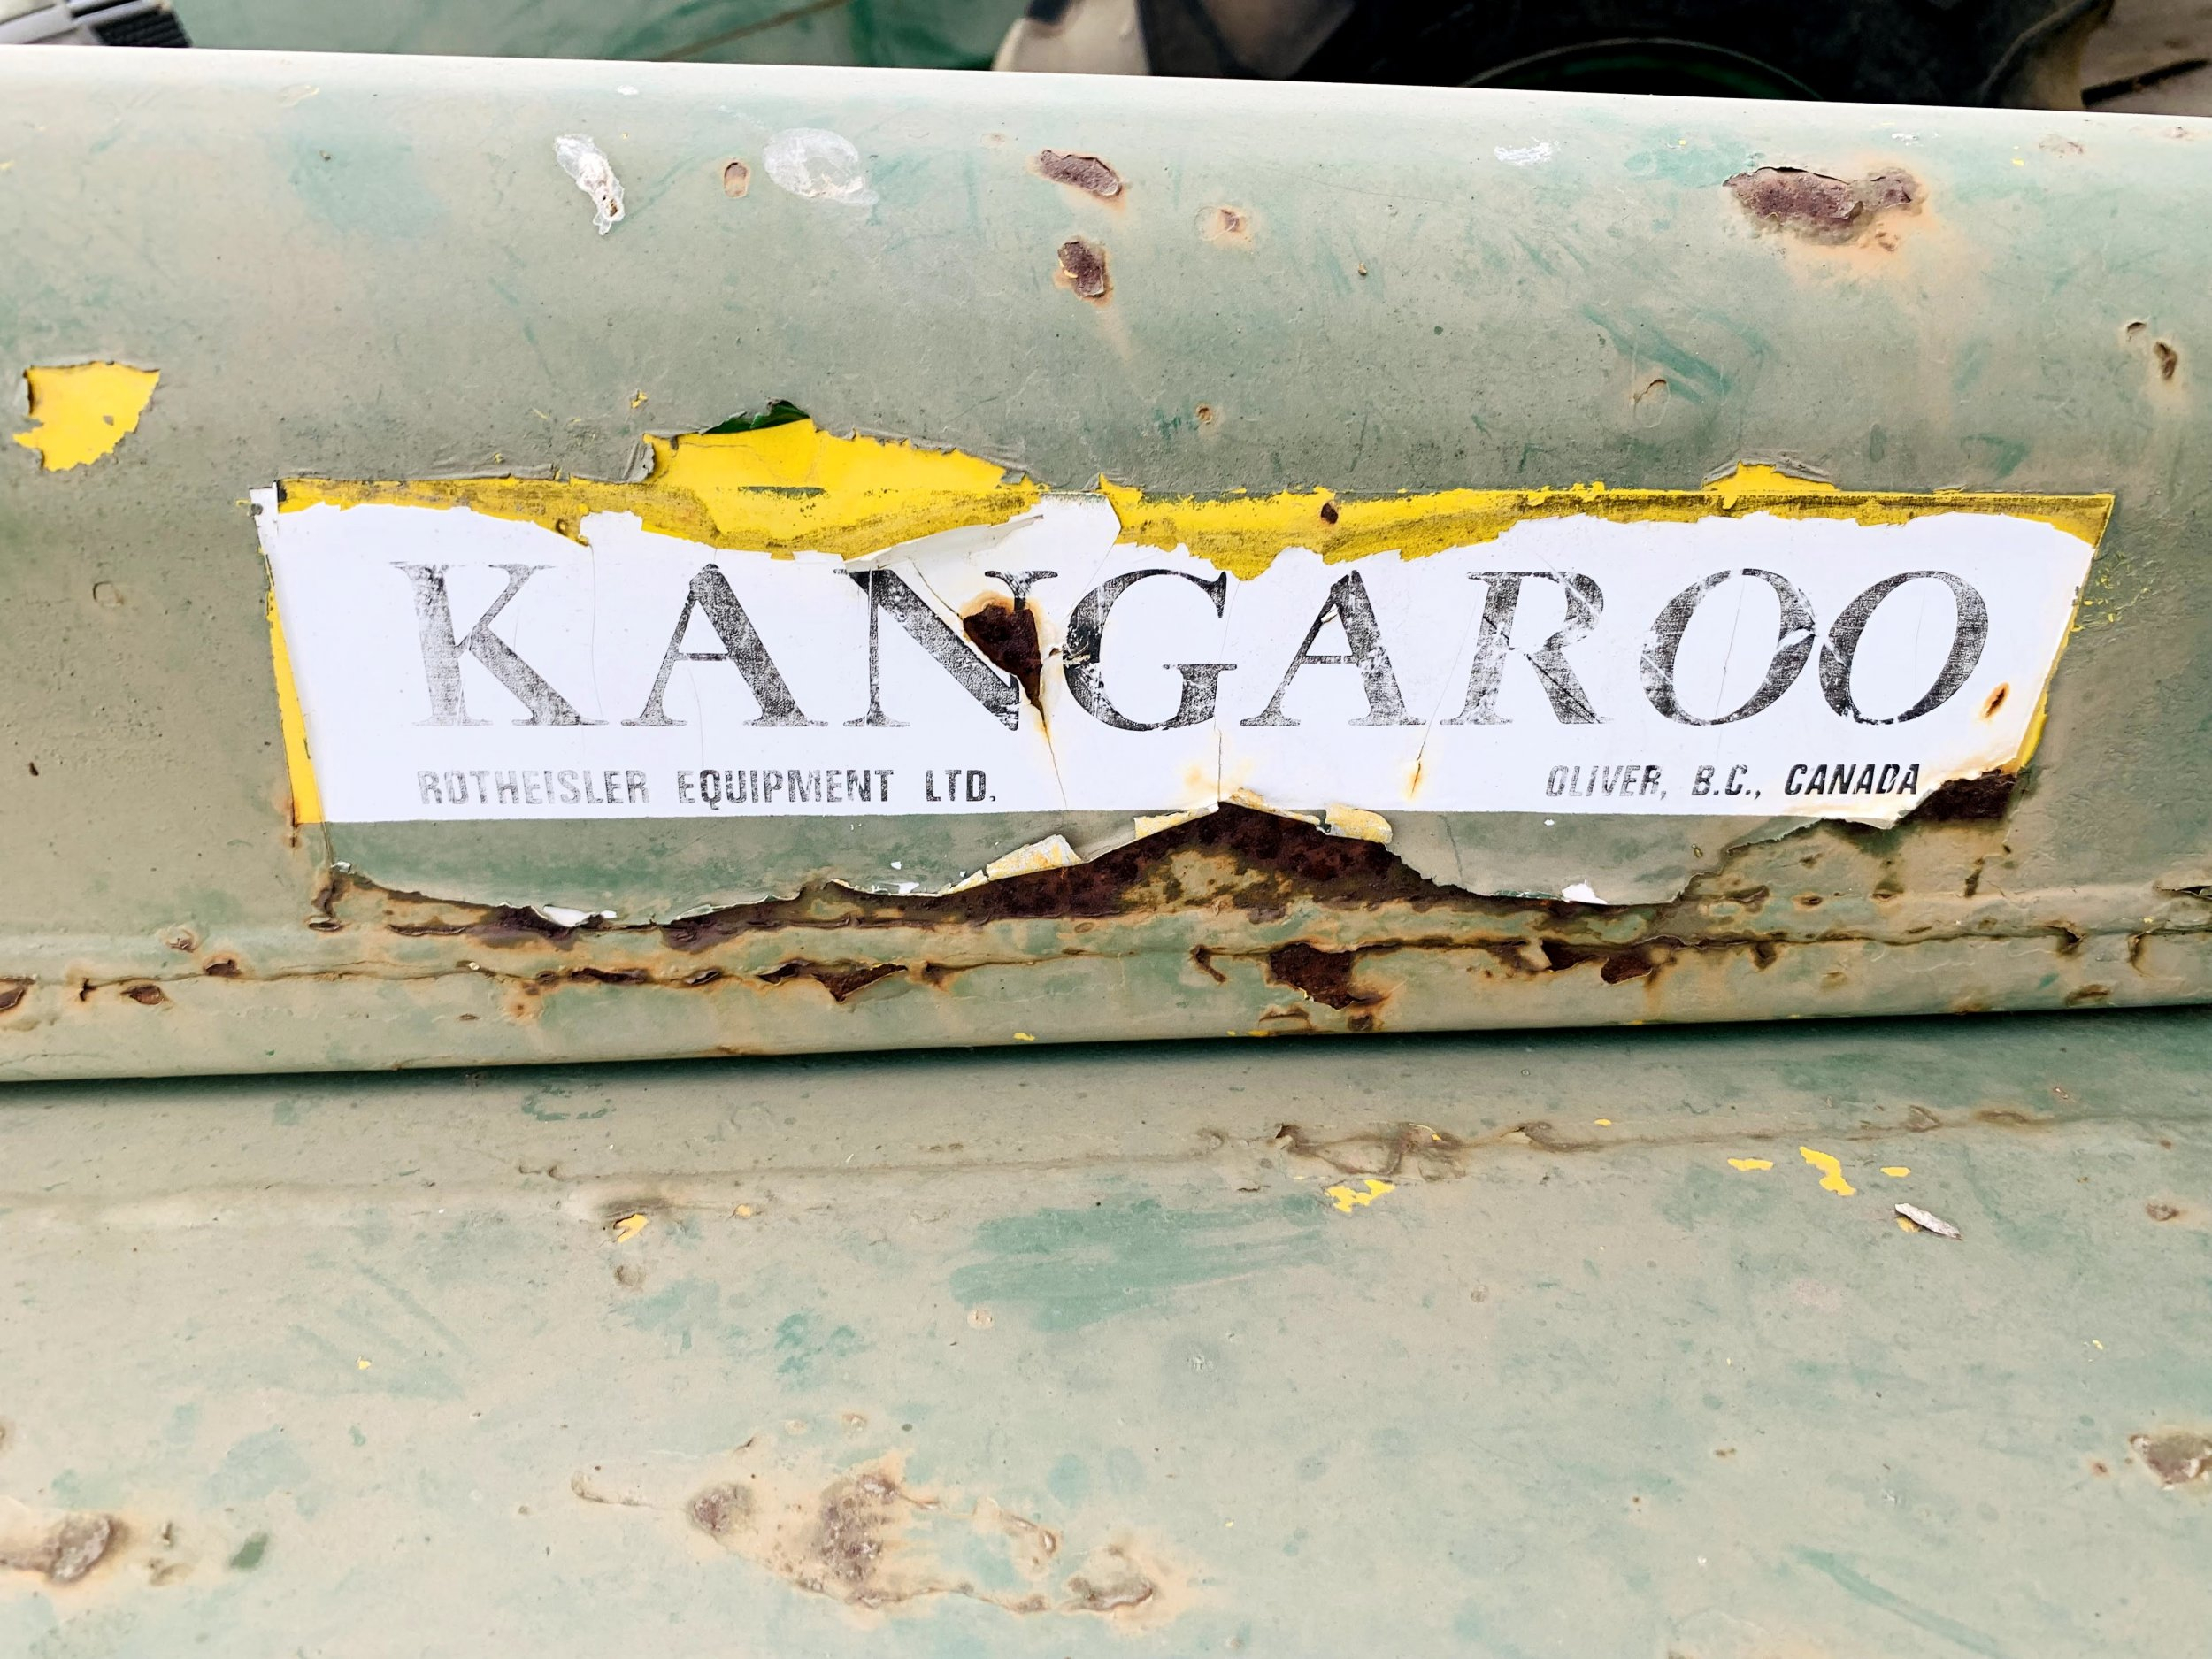 KANGAROO
ROTHEISLER EQUIPMENT LTD. OLIVER, B.C., CANADA